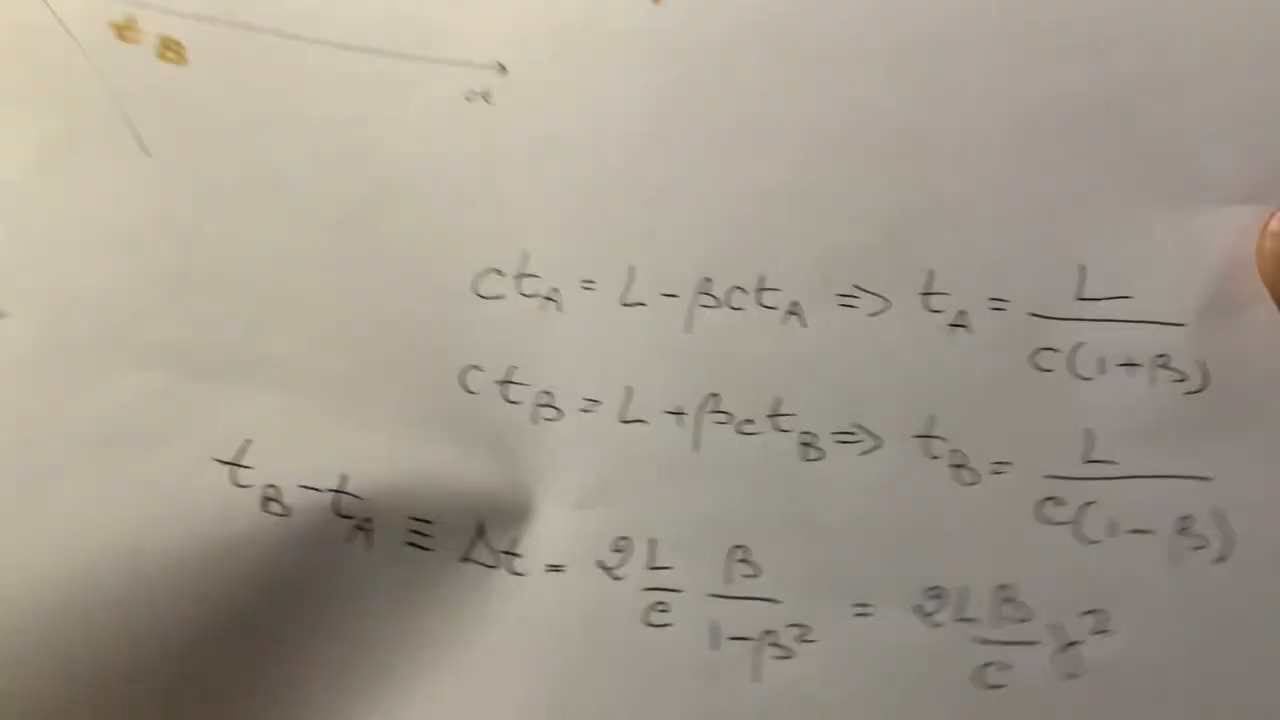 t_B
x
ct_A = L - βct_A => t_A = L / c(1+β)
ct_B = L + βct_B => t_B = L / c(1-β)
t_B - t_A ≡ Δt = 2L/c β/(1-β²) = 2Lβ/c γ²